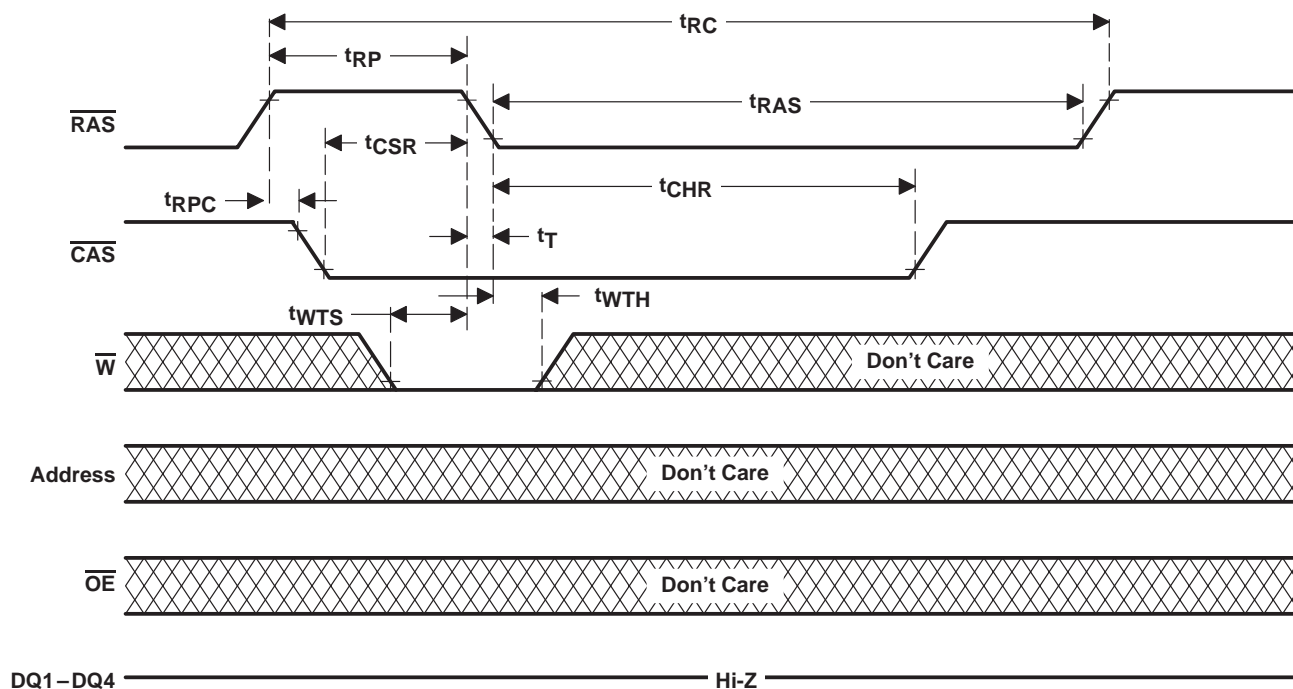 tRC
tRP
RAS
tRAS
tCSR
tRPC
tCHR
CAS
tT
tWTS
tWTH
W
Don't Care
Address
Don't Care
OE
Don't Care
DQ1–DQ4
Hi-Z